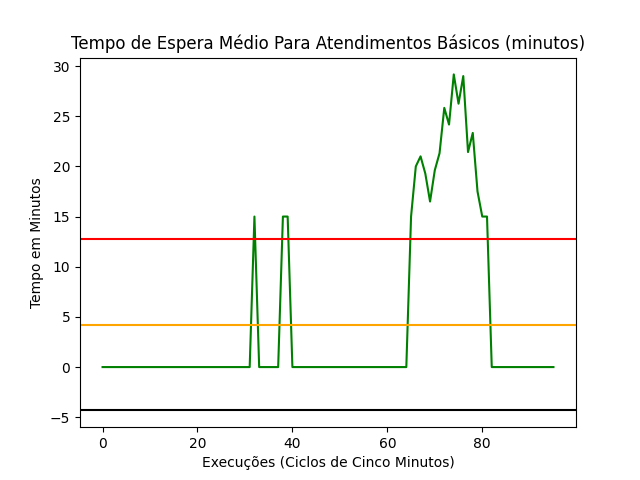 Tempo de Espera Médio Para Atendimentos Básicos (minutos)
30
25
20
15
10
5
0
−5
Tempo em Minutos
0 20 40 60 80
Execuções (Ciclos de Cinco Minutos)